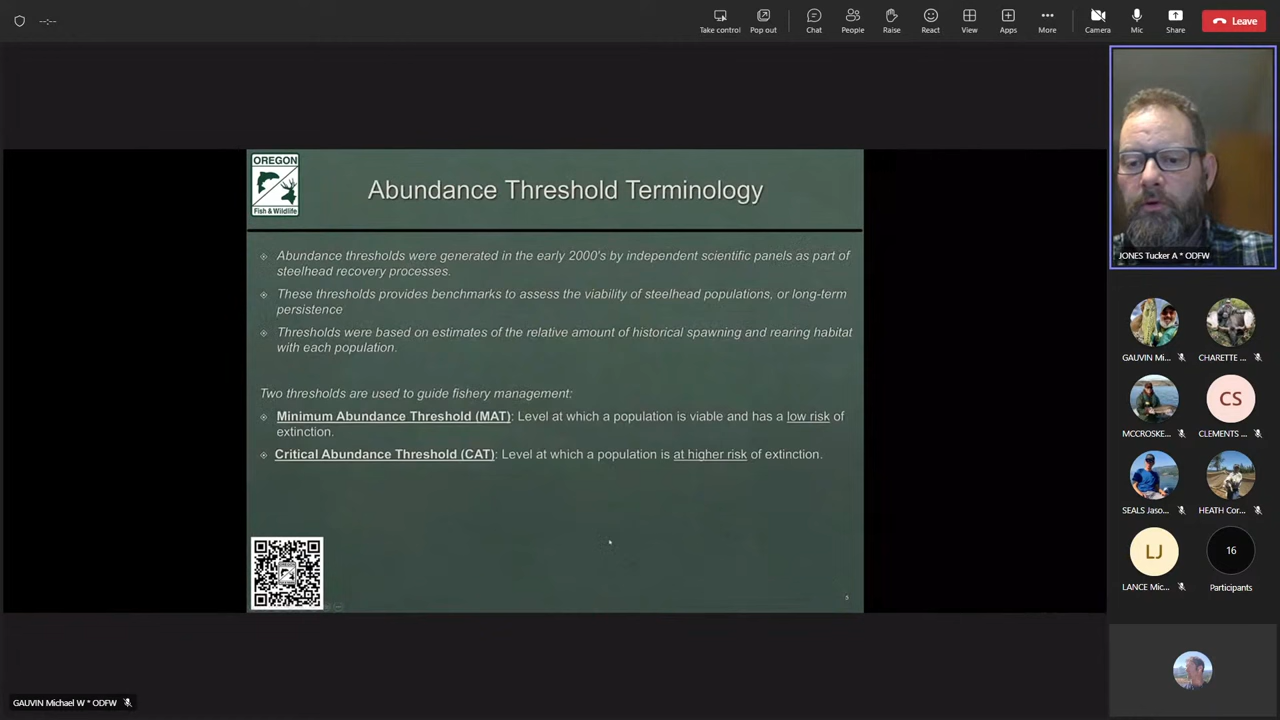 --:--
Take control
Pop out
Chat
People
Raise
React
View
Apps
More
Camera
Mic
Share
Leave
OREGON
Fish & Wildlife
Abundance Threshold Terminology
Abundance thresholds were generated in the early 2000's by independent scientific panels as part of
steelhead recovery processes.
These thresholds provides benchmarks to assess the viability of steelhead populations, or long-term
persistence
Thresholds were based on estimates of the relative amount of historical spawning and rearing habitat
with each population.
Two thresholds are used to guide fishery management:
Minimum Abundance Threshold (MAT): Level at which a population is viable and has a low risk of
extinction.
Critical Abundance Threshold (CAT): Level at which a population is at higher risk of extinction.
5
JONES Tucker A * ODFW
GAUVIN Mi...
CHARETTE ...
MCCROSKE...
CS
CLEMENTS ...
SEALS Jaso...
HEATH Cor...
LJ
LANCE Mic...
16
Participants
GAUVIN Michael W * ODFW